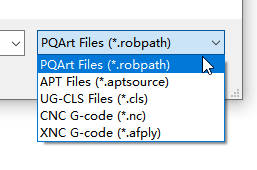 PQArt Files (*.robpath)
PQArt Files (*.robpath)
APT Files (*.aptsource)
UG-CLS Files (*.cls)
CNC G-code (*.nc)
XNC G-code (*.afply)